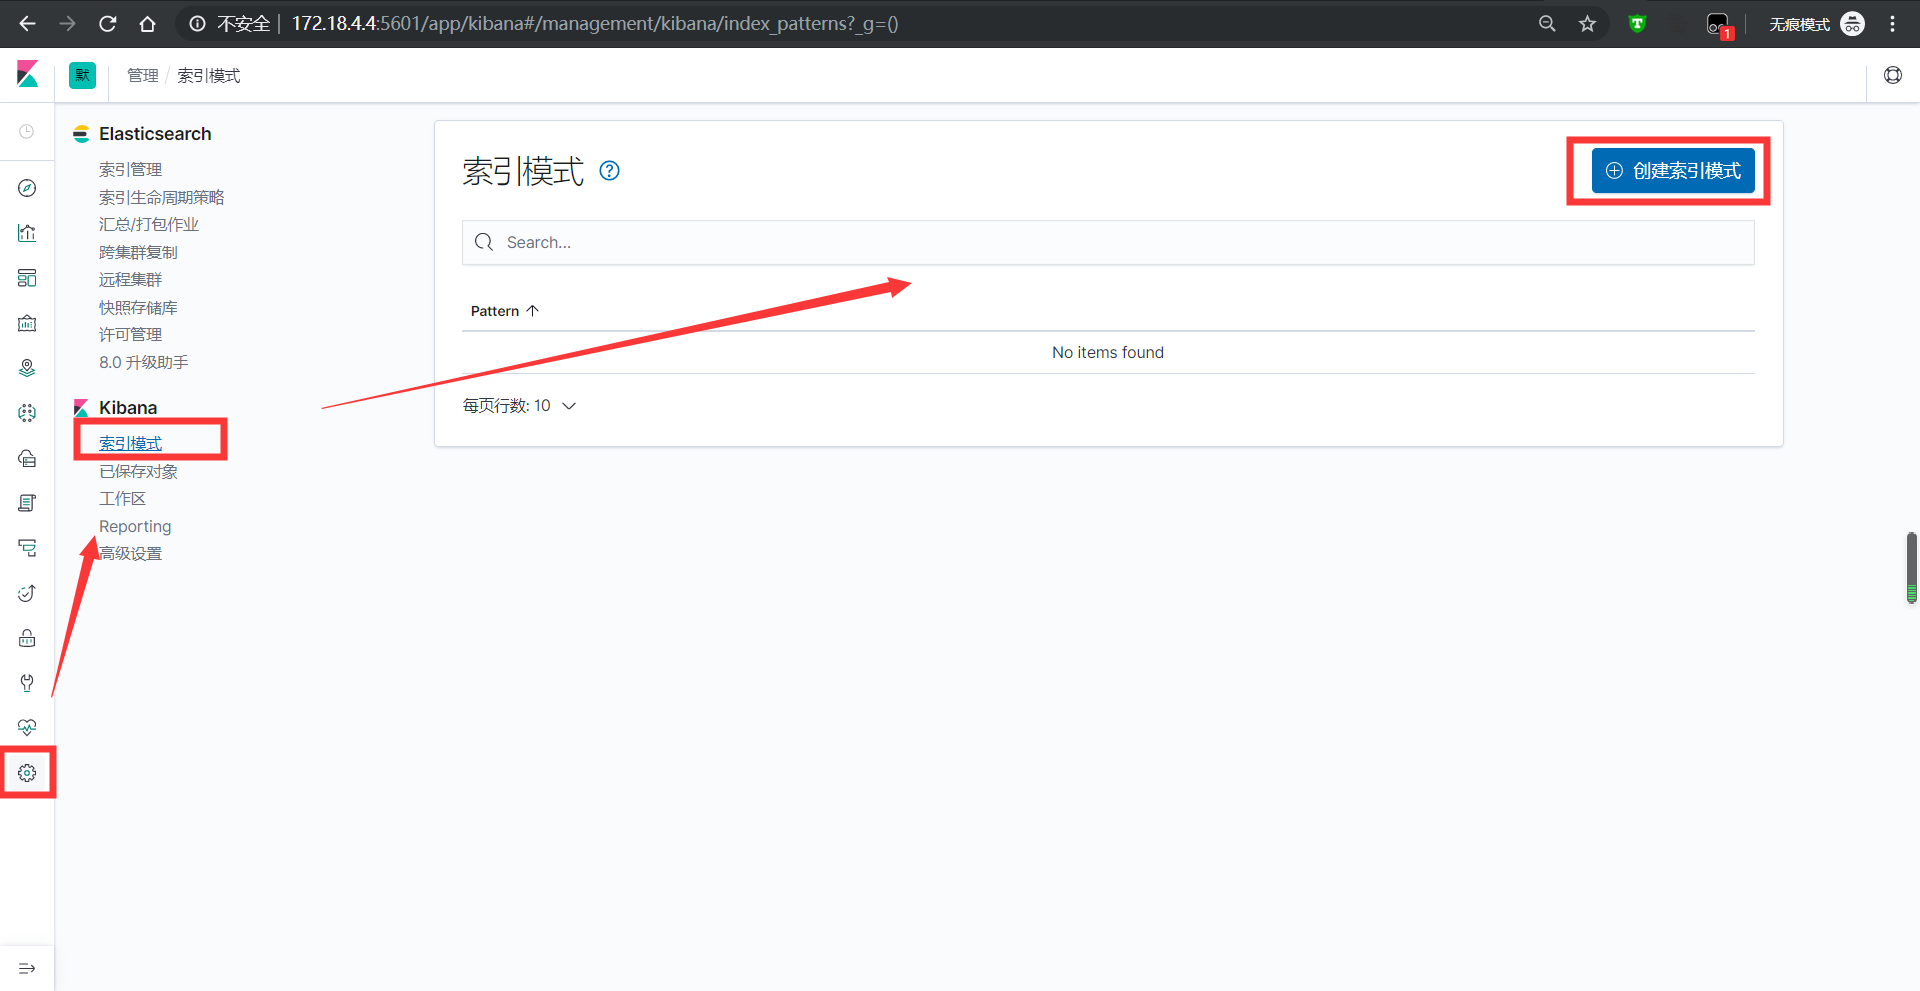 不安全 | 172.18.4.4:5601/app/kibana#/management/kibana/index_patterns?_g=()
1
无痕模式
默
管理 / 索引模式
Elasticsearch
索引管理
索引生命周期策略
汇总/打包作业
跨集群复制
远程集群
快照存储库
许可管理
8.0 升级助手
Kibana
索引模式
已保存对象
工作区
Reporting
高级设置
索引模式
创建索引模式
Search...
Pattern
No items found
每页行数: 10